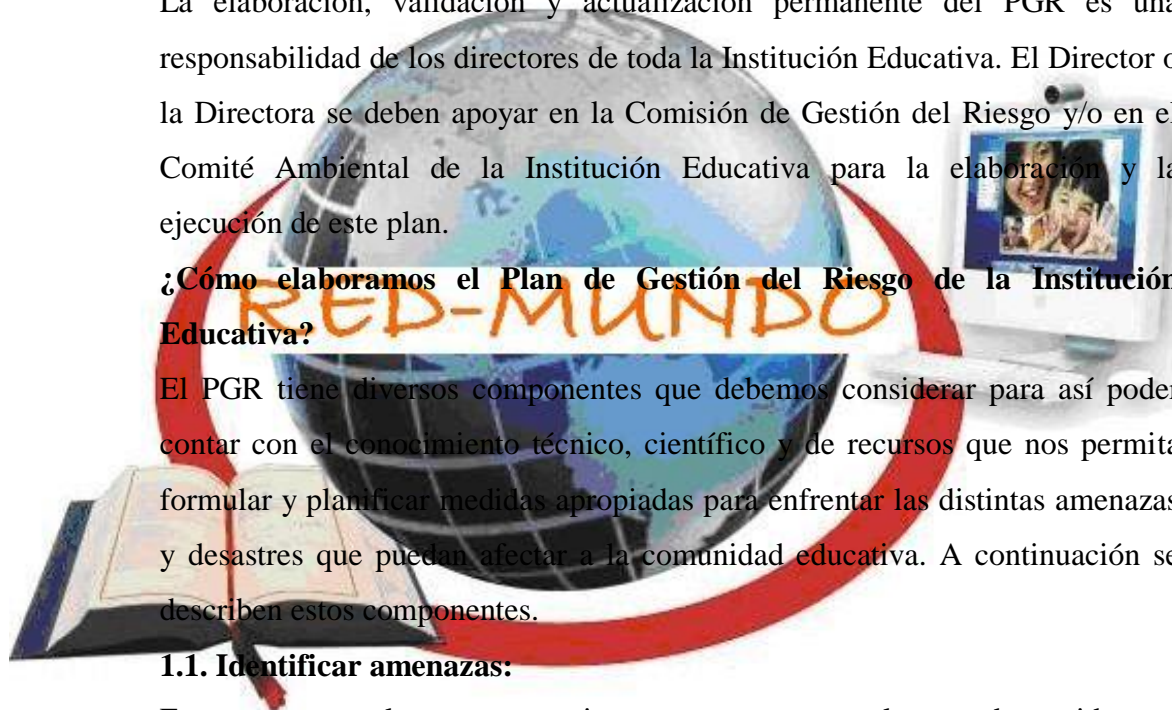 La elaboración, validación y actualización permanente del PGR es una
responsabilidad de los directores de toda la Institución Educativa. El Director o
la Directora se deben apoyar en la Comisión de Gestión del Riesgo y/o en el
Comité Ambiental de la Institución Educativa para la elaboración y la
ejecución de este plan.
¿Cómo elaboramos el Plan de Gestión del Riesgo de la Institución
Educativa?
RED-MUNDO
El PGR tiene diversos componentes que debemos considerar para así poder
contar con el conocimiento técnico, científico y de recursos que nos permita
formular y planificar medidas apropiadas para enfrentar las distintas amenazas
y desastres que puedan afectar a la comunidad educativa. A continuación se
describen estos componentes.
1.1. Identificar amenazas: